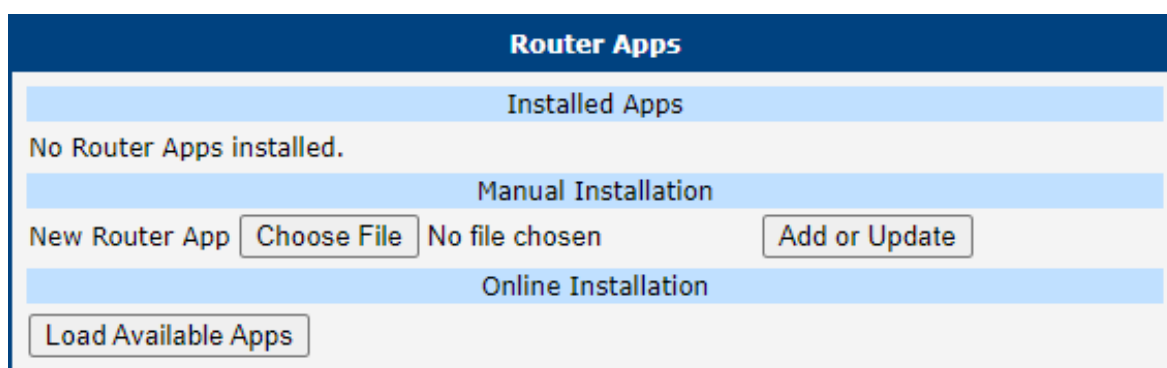 Router Apps
Installed Apps
No Router Apps installed.
Manual Installation
New Router App Choose File No file chosen Add or Update
Online Installation
Load Available Apps